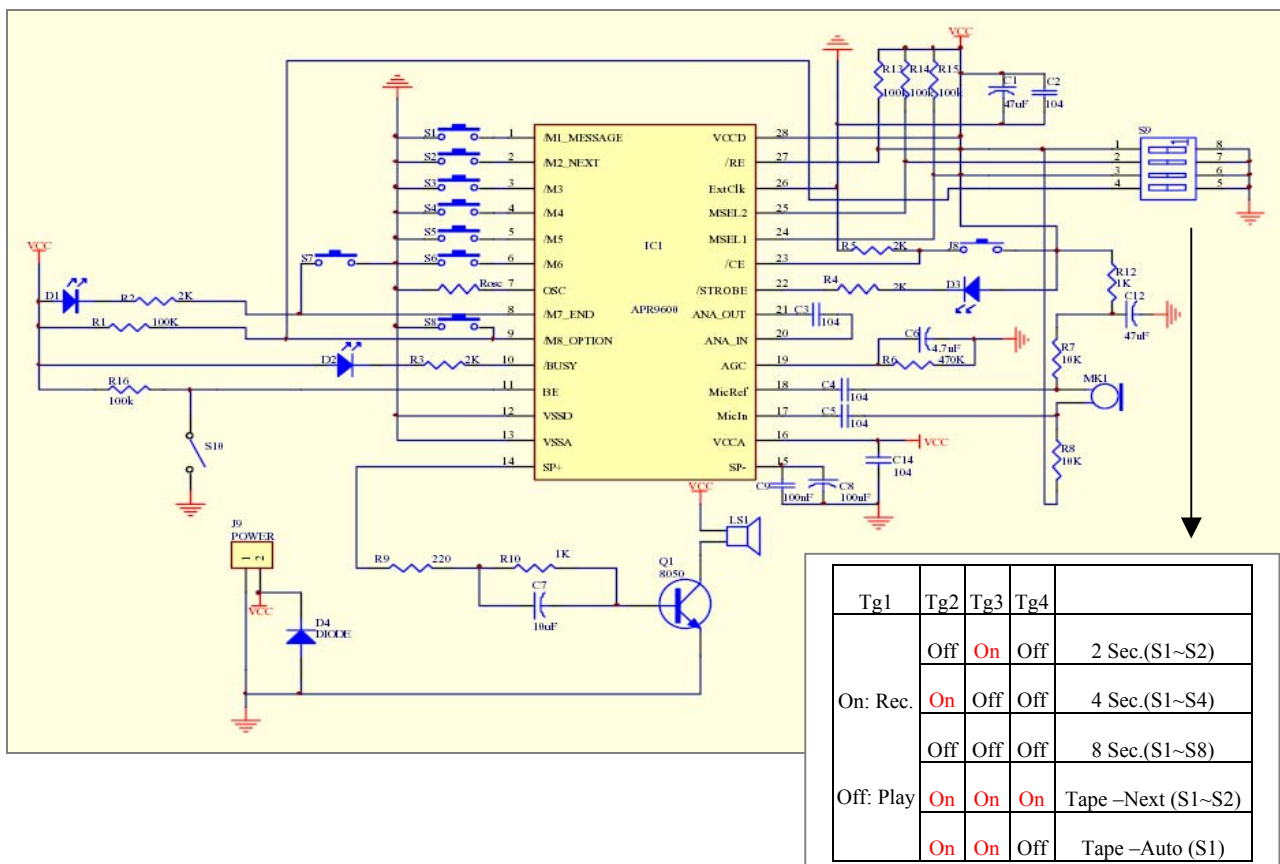 VCC
R13 R14 R15
100k 100k 100k
C1
47uF
C2
104
S9
1 8
2 7
3 6
4 5
S1 1 /M1_MESSAGE VCCD 28
S2 2 /M2_NEXT /RE 27
S3 3 /M3 ExtClk 26
S4 4 /M4 MSEL2 25
S5 5 /M5 MSEL1 24
S6 6 /M6 /CE 23
Rosc 7 OSC /STROBE 22
8 /M7_END ANA_OUT 21
S8 9 /M8_OPTION ANA_IN 20
10 /BUSY AGC 19
11 BE MicRef 18
12 VSSD MicIn 17
13 VSSA VCCA 16
14 SP+ SP- 15
IC1
APR9600
VCC
S7
D1 R2 2K
R1 100K
D2 R3 2K
R16
100k
S10
R5 2K J8
R4 2K D3
R12
1K
C12
47uF
C3
104
C6
4.7uF
R6 470K
R7
10K
C4
104
C5
104
MK1
R8
10K
VCC
C14
104
C9
100nF
C8
100uF
VCC
LS1
J9
POWER
1 2
VCC
D4
DIODE
R9 220
R10 1K
C7
10uF
Q1
8050
Tg1 Tg2 Tg3 Tg4
Off On Off 2 Sec.(S1~S2)
On: Rec. On Off Off 4 Sec.(S1~S4)
Off Off Off 8 Sec.(S1~S8)
Off: Play On On On Tape –Next (S1~S2)
On On Off Tape –Auto (S1)